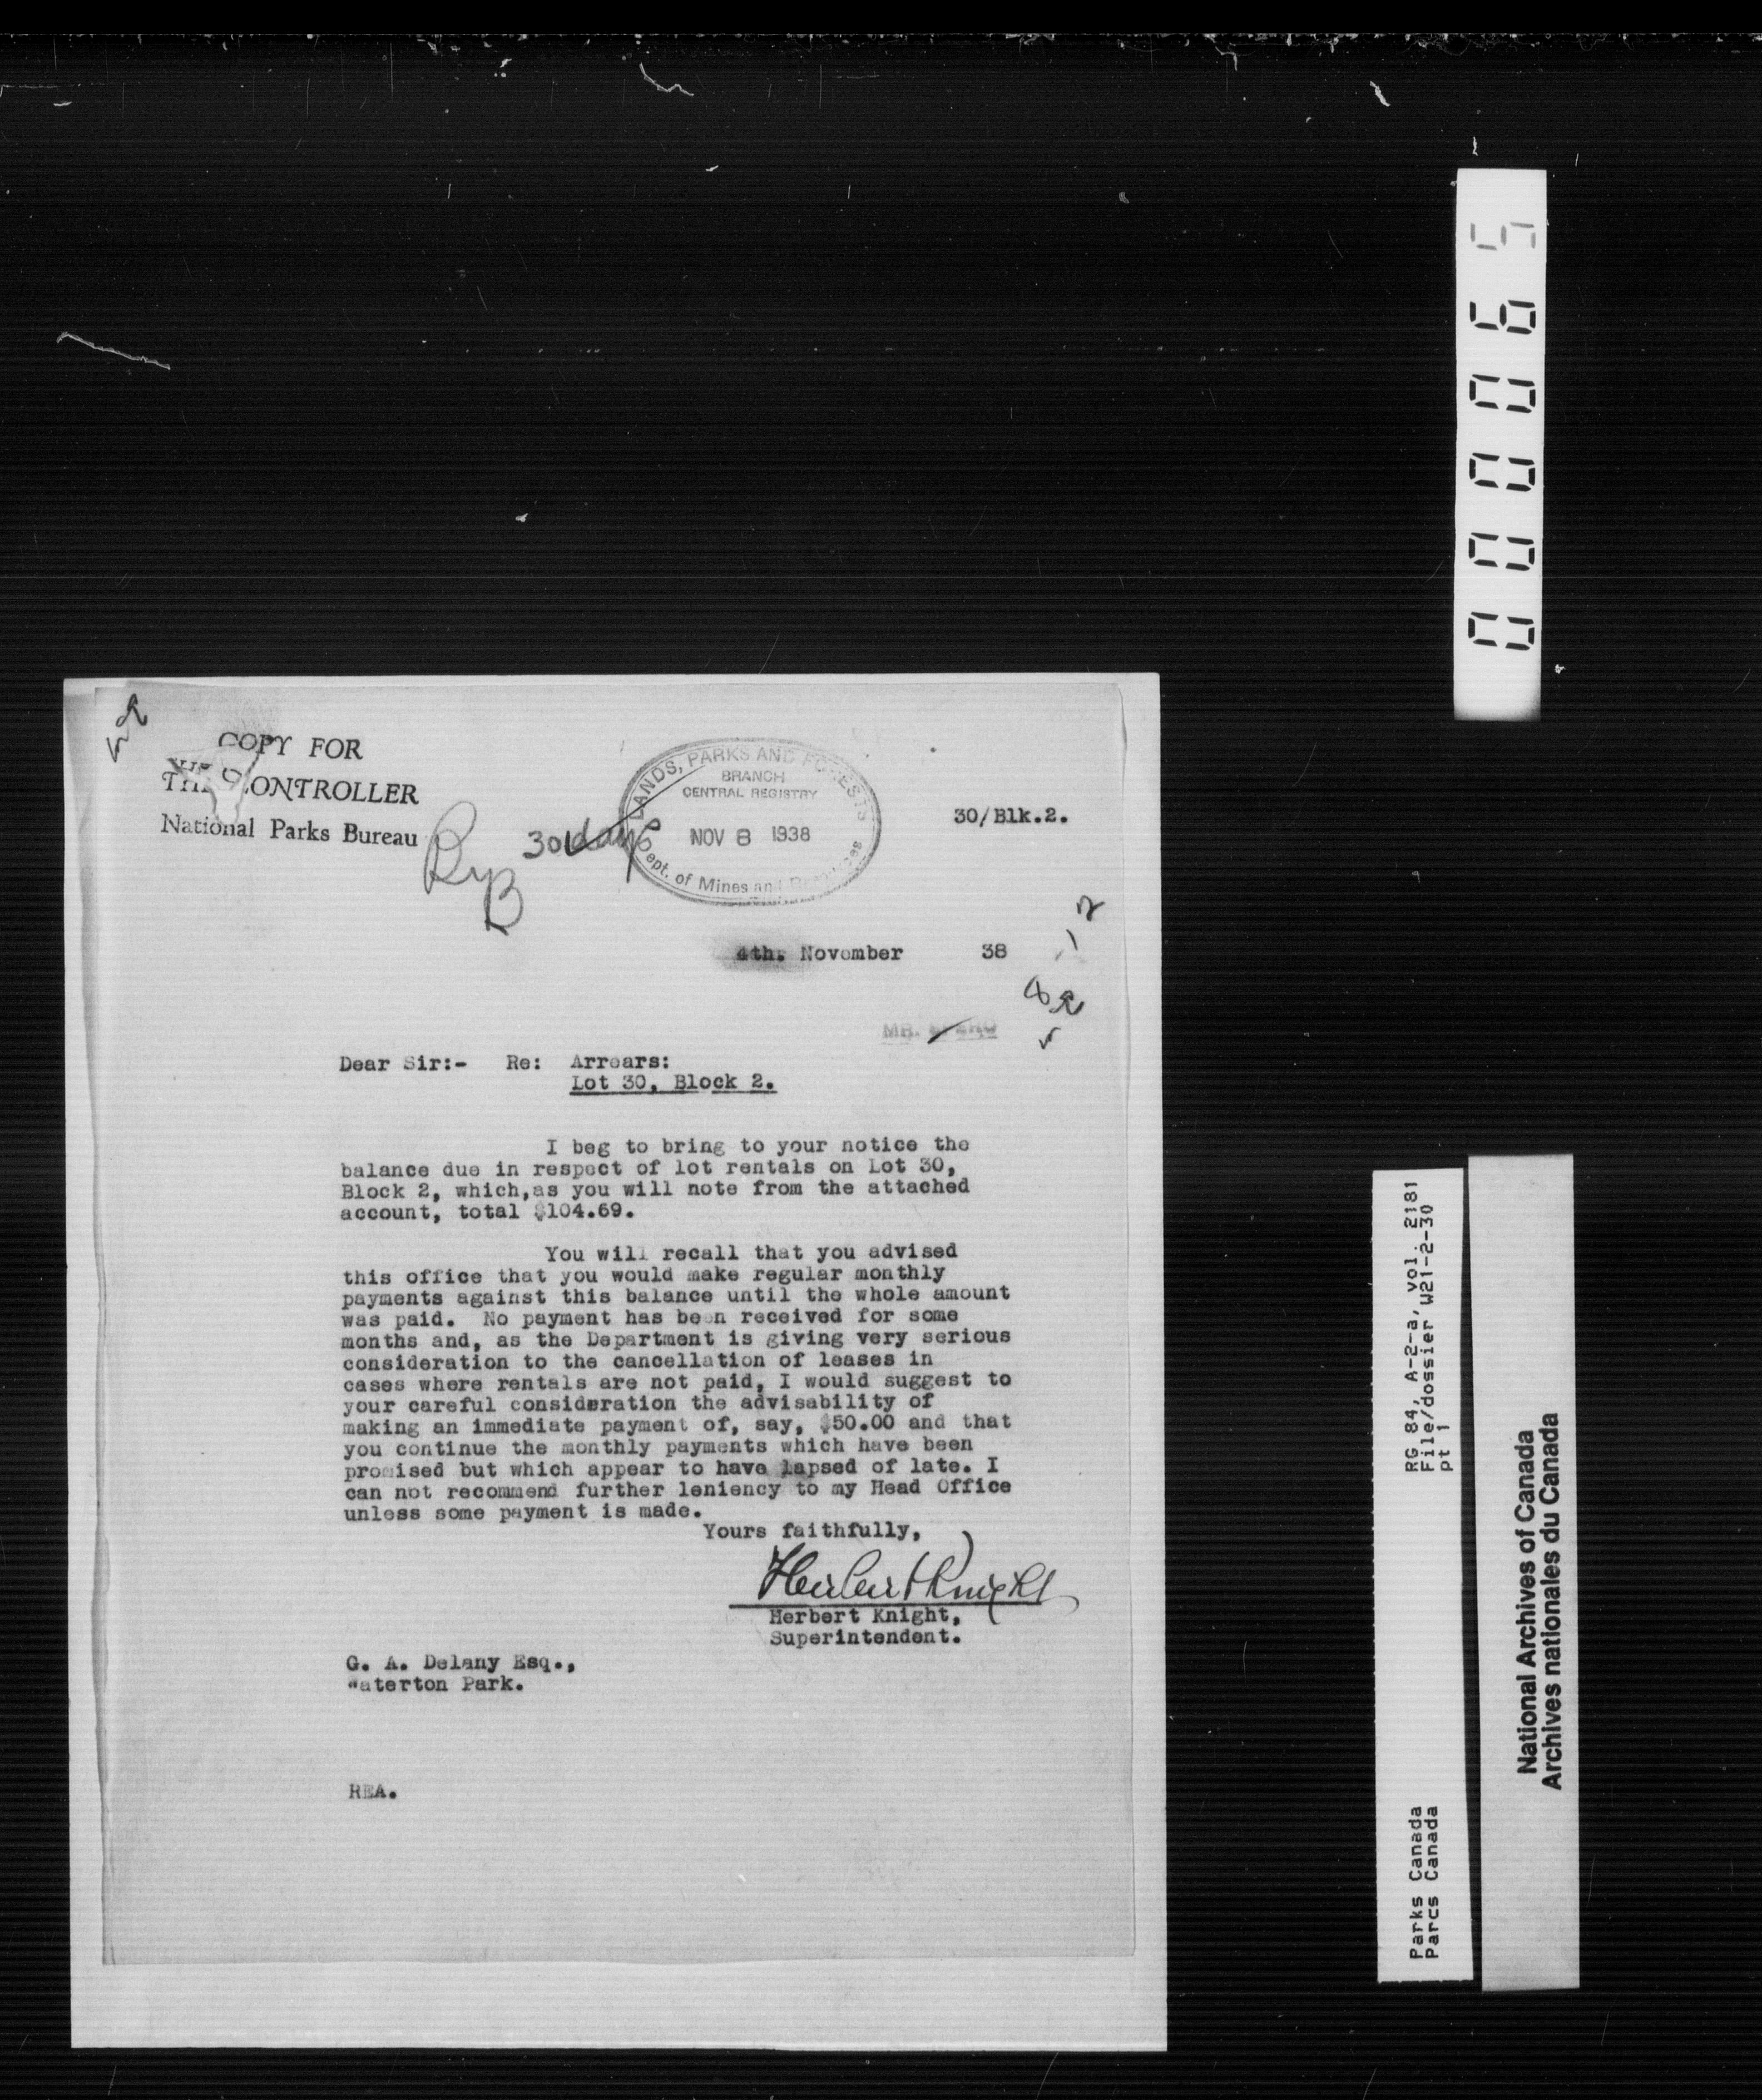 COPY FOR
THE CONTROLLER
National Parks Bureau
RyB
30 days
LANDS, PARKS AND FORESTS
BRANCH
CENTRAL REGISTRY
NOV 8 1938
Dept. of Mines and Resources
30/Blk.2.
4th. November 38
8-12
MR.
Dear Sir:- Re: Arrears:
Lot 30, Block 2.
I beg to bring to your notice the
balance due in respect of lot rentals on Lot 30,
Block 2, which,as you will note from the attached
account, total $104.69.
You will recall that you advised
this office that you would make regular monthly
payments against this balance until the whole amount
was paid. No payment has been received for some
months and, as the Department is giving very serious
consideration to the cancellation of leases in
cases where rentals are not paid, I would suggest to
your careful consideration the advisability of
making an immediate payment of, say, $50.00 and that
you continue the monthly payments which have been
promised but which appear to have lapsed of late. I
can not recommend further leniency to my Head Office
unless some payment is made.
Yours faithfully,
Herbert Knight
Herbert Knight,
Superintendent.
G. A. Delany Esq.,
Waterton Park.
REA.
000065
RG 84, A-2-a, vol. 2181
File/dossier W21-2-30
pt 1
Parks Canada
Parcs Canada
National Archives of Canada
Archives nationales du Canada